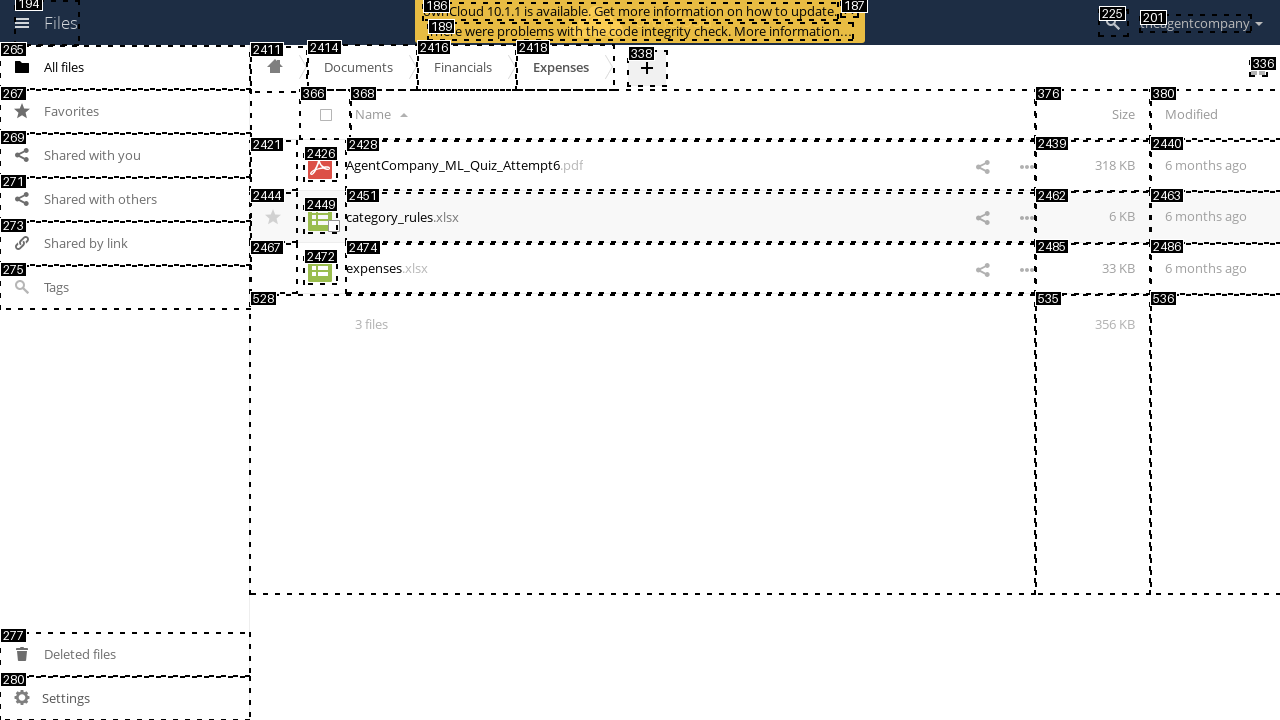 194
Files
186
ownCloud 10.1.1 is available. Get more information on how to update.
187
189
There were problems with the code integrity check. More information…
225
201
theagentcompany
265
All files
267
Favorites
269
Shared with you
271
Shared with others
273
Shared by link
275
Tags
277
Deleted files
280
Settings
2411
2414
Documents
2416
Financials
2418
Expenses
338
+
336
366
368
Name
376
Size
380
Modified
2421
2426
2428
AgentCompany_ML_Quiz_Attempt6.pdf
2439
318 KB
2440
6 months ago
2444
2449
2451
category_rules.xlsx
2462
6 KB
2463
6 months ago
2467
2472
2474
expenses.xlsx
2485
33 KB
2486
6 months ago
528
3 files
535
356 KB
536